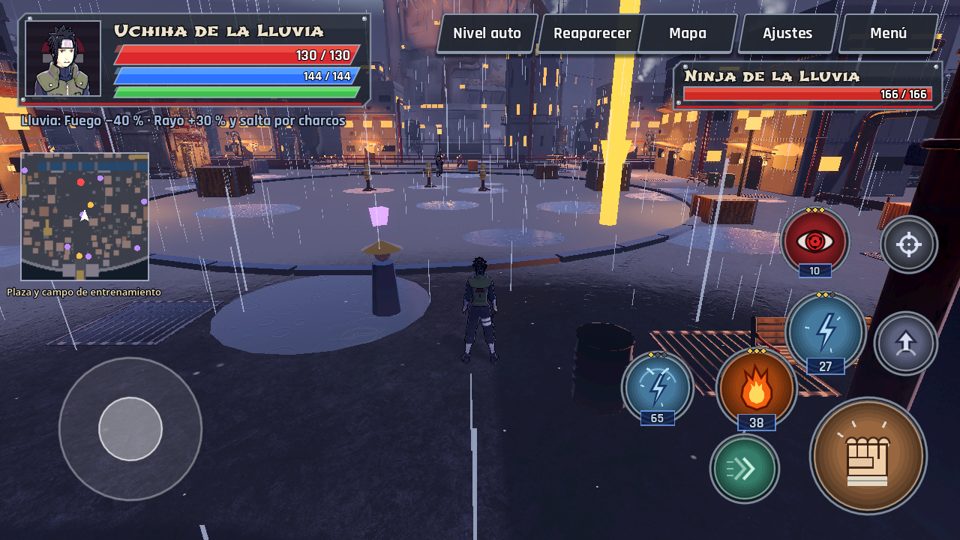 Uchiha de la Lluvia
130 / 130
144 / 144
Lluvia: Fuego −40 % · Rayo +30 % y salta por charcos
Nivel auto
Reaparecer
Mapa
Ajustes
Menú
Ninja de la Lluvia
166 / 166
Plaza y campo de entrenamiento
10
27
65
38